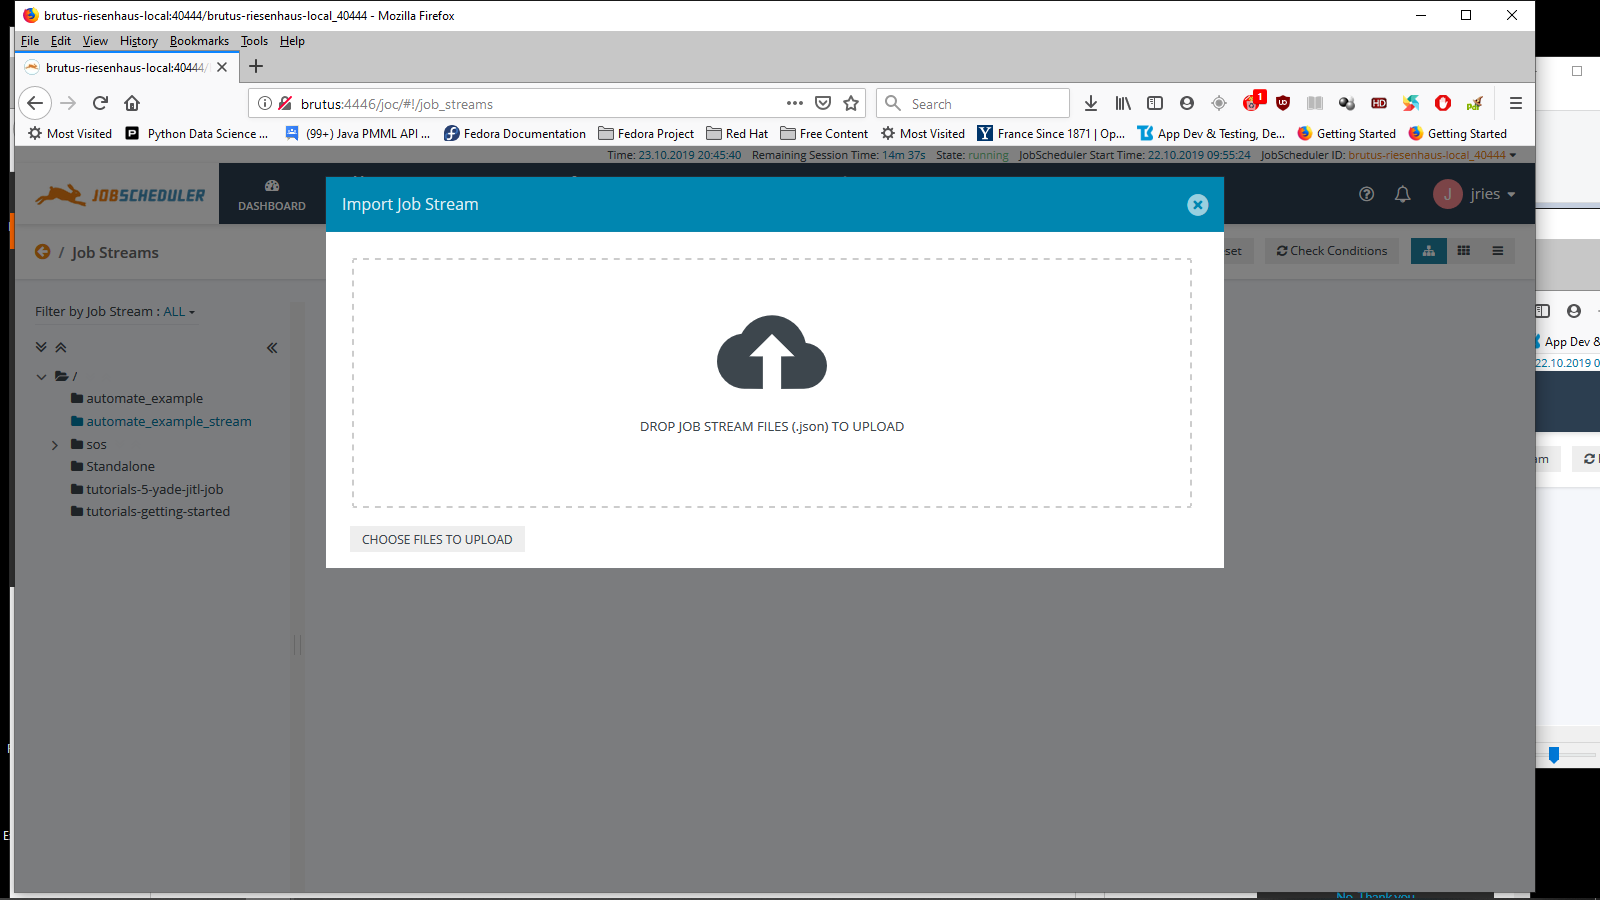 brutus-riesenhaus-local:40444/brutus-riesenhaus-local_40444 - Mozilla Firefox
File Edit View History Bookmarks Tools Help
brutus-riesenhaus-local:40444/
brutus:4446/joc/#!/job_streams
Search
1
HD
Most Visited Python Data Science ... (99+) Java PMML API ... Fedora Documentation Fedora Project Red Hat Free Content Most Visited Y France Since 1871 | Op... App Dev & Testing, De... Getting Started Getting Started
Time: 23.10.2019 20:45:40 Remaining Session Time: 14m 37s State: running JobScheduler Start Time: 22.10.2019 09:55:24 JobScheduler ID: brutus-riesenhaus-local_40444
JOBSCHEDULER
DASHBOARD
Import Job Stream
J jries
/ Job Streams
set
Check Conditions
Filter by Job Stream : ALL
/
automate_example
automate_example_stream
sos
Standalone
tutorials-5-yade-jitl-job
tutorials-getting-started
DROP JOB STREAM FILES (.json) TO UPLOAD
CHOOSE FILES TO UPLOAD
App Dev &
22.10.2019 0
No, Thank you